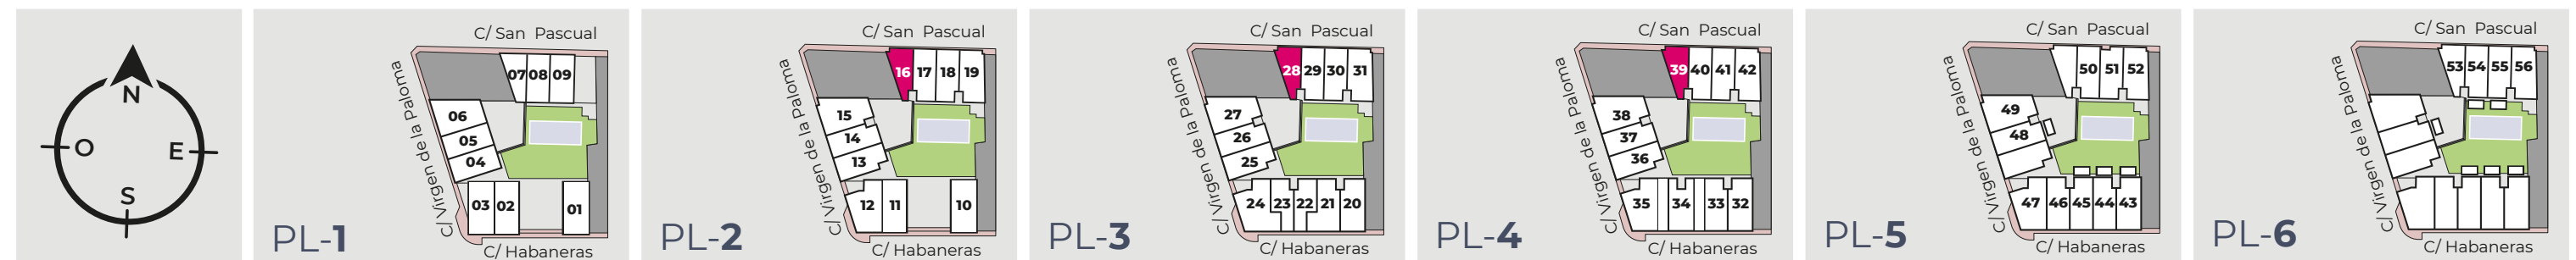 N
O
E
S
C/ San Pascual
C/ Virgen de la Paloma
07 08 09
06
05
04
03 02 01
PL-1
C/ Habaneras
C/ San Pascual
C/ Virgen de la Paloma
16 17 18 19
15
14
13
12 11 10
PL-2
C/ Habaneras
C/ San Pascual
C/ Virgen de la Paloma
28 29 30 31
27
26
25
24 23 22 21 20
PL-3
C/ Habaneras
C/ San Pascual
C/ Virgen de la Paloma
39 40 41 42
38
37
36
35 34 33 32
PL-4
C/ Habaneras
C/ San Pascual
C/ Virgen de la Paloma
50 51 52
49
48
47 46 45 44 43
PL-5
C/ Habaneras
C/ San Pascual
C/ Virgen de la Paloma
53 54 55 56
PL-6
C/ Habaneras